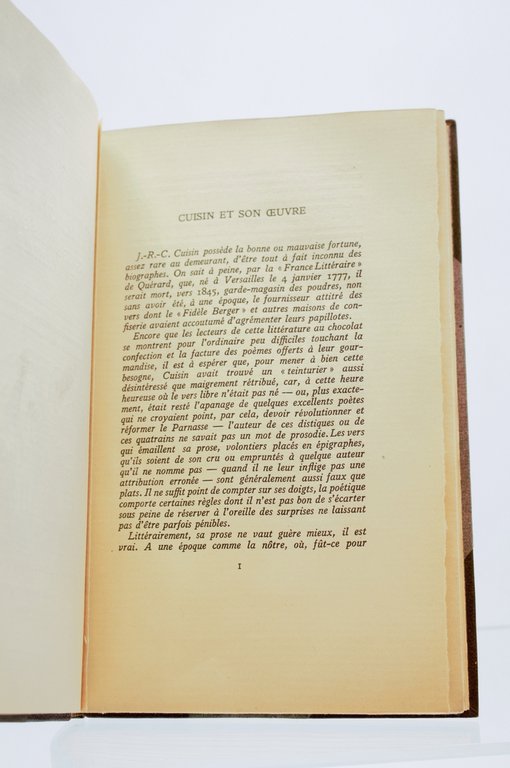 CUISIN ET SON ŒUVRE
J.-R.-C. Cuisin possède la bonne ou mauvaise fortune,
assez rare au demeurant, d'être tout à fait inconnu des
biographes. On sait à peine, par la « France Littéraire »
de Quérard, que, né à Versailles le 4 janvier 1777, il
serait mort, vers 1845, garde-magasin des poudres, non
sans avoir été, à une époque, le fournisseur attitré des
vers dont le « Fidèle Berger » et autres maisons de con-
fiserie avaient accoutumé d'agrémenter leurs papillotes.
Encore que les lecteurs de cette littérature au chocolat
se montrent pour l'ordinaire peu difficiles touchant la
confection et la facture des poèmes offerts à leur gour-
mandise, il est à espérer que, pour mener à bien cette
besogne, Cuisin avait trouvé un « teinturier » aussi
désintéressé que maigrement rétribué, car, à cette heure
heureuse où le vers libre n'était pas né — ou, plus exacte-
ment, était resté l'apanage de quelques excellents poètes
qui ne croyaient point, par cela, devoir révolutionner et
réformer le Parnasse — l'auteur de ces distiques ou de
ces quatrains ne savait pas un mot de prosodie. Les vers
qui émaillent sa prose, volontiers placés en épigraphes,
qu'ils soient de son cru ou empruntés à quelque auteur
qu'il ne nomme pas — quand il ne leur inflige pas une
attribution erronée — sont généralement aussi faux que
plats. Il ne suffit point de compter sur ses doigts, la poétique
comporte certaines règles dont il n'est pas bon de s'écarter
sous peine de réserver à l'oreille des surprises ne laissant
pas d'être parfois pénibles.
Littérairement, sa prose ne vaut guère mieux, il est
vrai. A une époque comme la nôtre, où, fût-ce pour
1